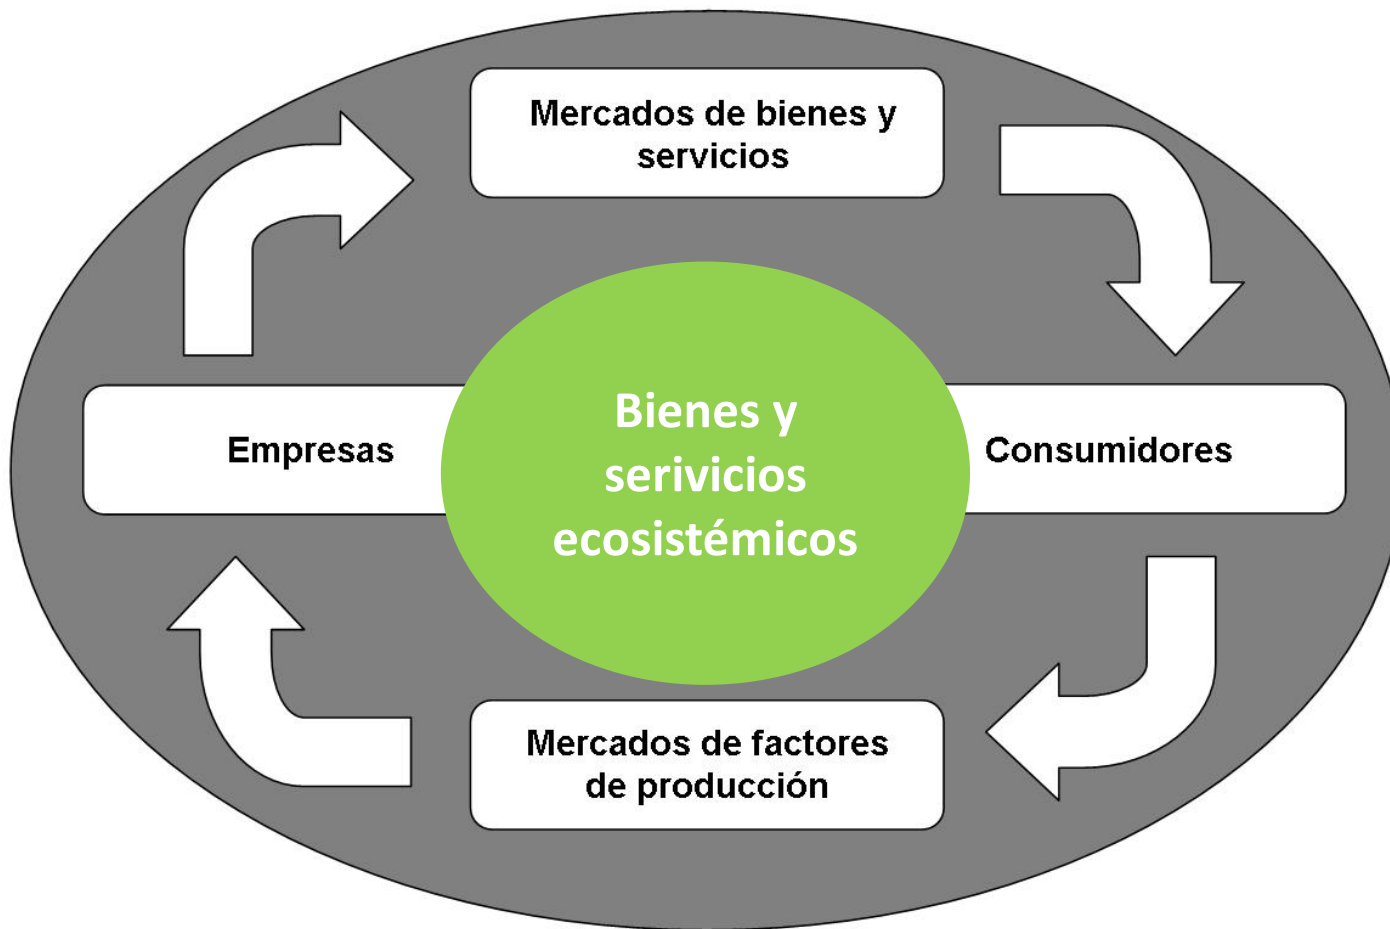 Mercados de bienes y
servicios
Empresas
Bienes y
serivicios
ecosistémicos
Consumidores
Mercados de factores
de producción